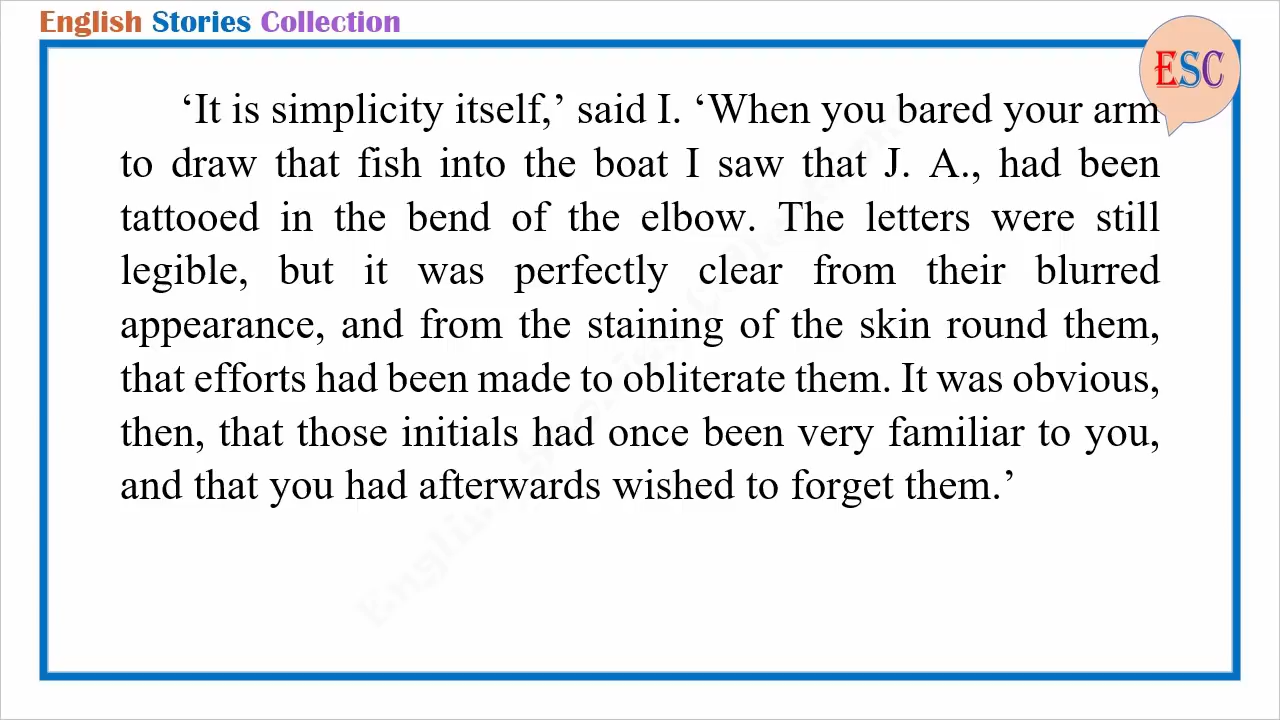 English Stories Collection
ESC
‘It is simplicity itself,’ said I. ‘When you bared your arm
to draw that fish into the boat I saw that J. A., had been
tattooed in the bend of the elbow. The letters were still
legible, but it was perfectly clear from their blurred
appearance, and from the staining of the skin round them,
that efforts had been made to obliterate them. It was obvious,
then, that those initials had once been very familiar to you,
and that you had afterwards wished to forget them.’